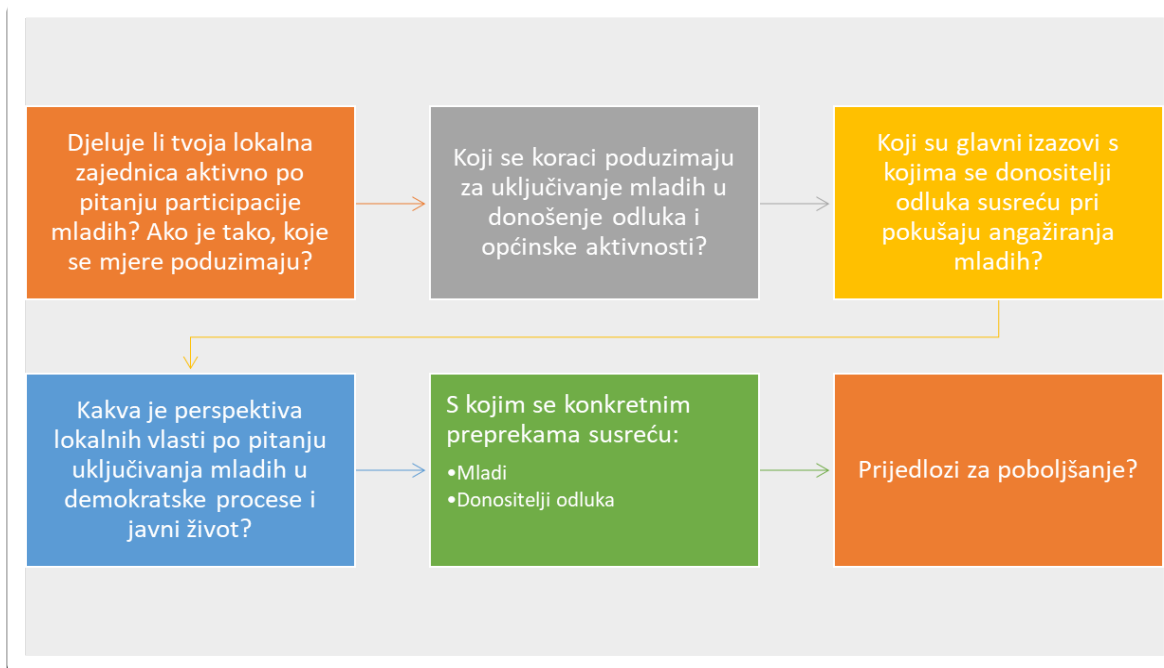 Djeluje li tvoja lokalna
zajednica aktivno po
pitanju participacije
mladih? Ako je tako, koje
se mjere poduzimaju?
Koji se koraci poduzimaju
za uključivanje mladih u
donošenje odluka i
općinske aktivnosti?
Koji su glavni izazovi s
kojima se donositelji
odluka susreću pri
pokušaju angažiranja
mladih?
Kakva je perspektiva
lokalnih vlasti po pitanju
uključivanja mladih u
demokratske procese i
javni život?
S kojim se konkretnim
preprekama susreću:
•Mladi
•Donositelji odluka
Prijedlozi za poboljšanje?